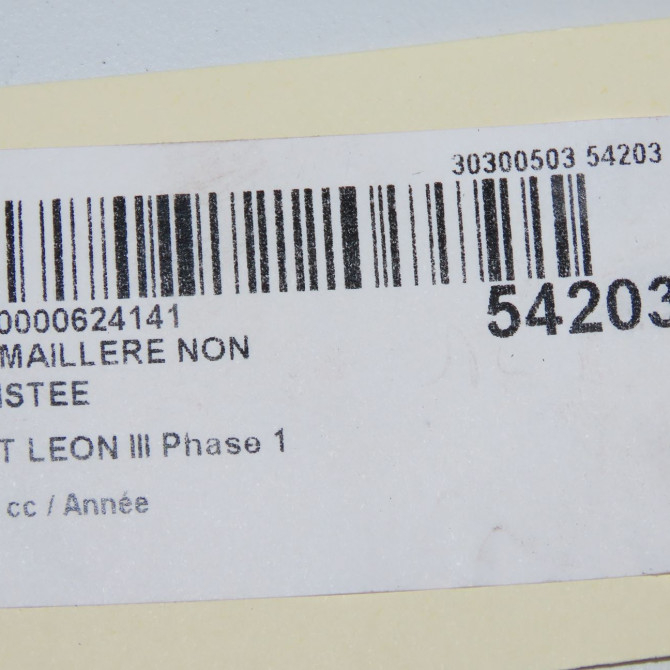 30300503 54203
0000624141
54203
MAILLERE NON
ISTEE
T LEON III Phase 1
cc / Année